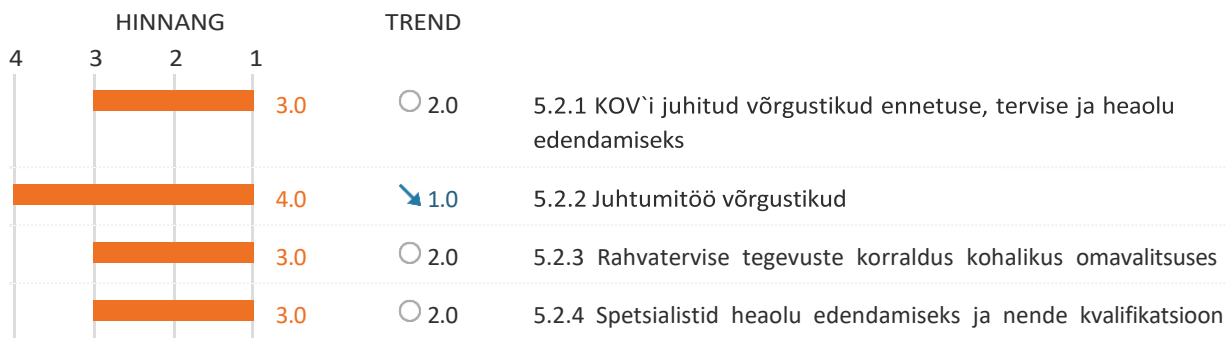 HINNANG TREND
4 3 2 1
3.0 2.0 5.2.1 KOV`i juhitud võrgustikud ennetuse, tervise ja heaolu
edendamiseks
4.0 1.0 5.2.2 Juhtumitöö võrgustikud
3.0 2.0 5.2.3 Rahvatervise tegevuste korraldus kohalikus omavalitsuses
3.0 2.0 5.2.4 Spetsialistid heaolu edendamiseks ja nende kvalifikatsioon